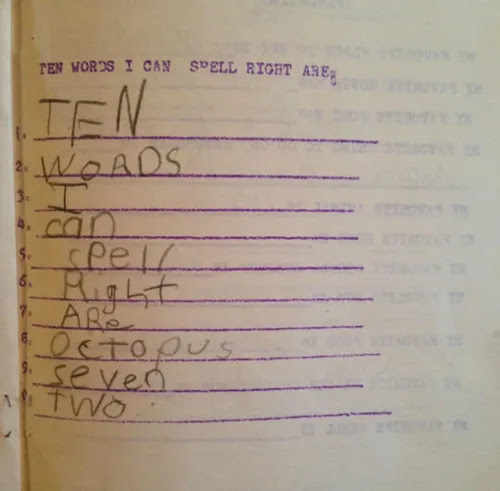 TEN WORDS I CAN SPELL RIGHT ARE:
1. TEN
2. WORDS
3. I
4. can
5. spell
6. Right
7. ARe
8. OCTOPUS
9. seven
TWO